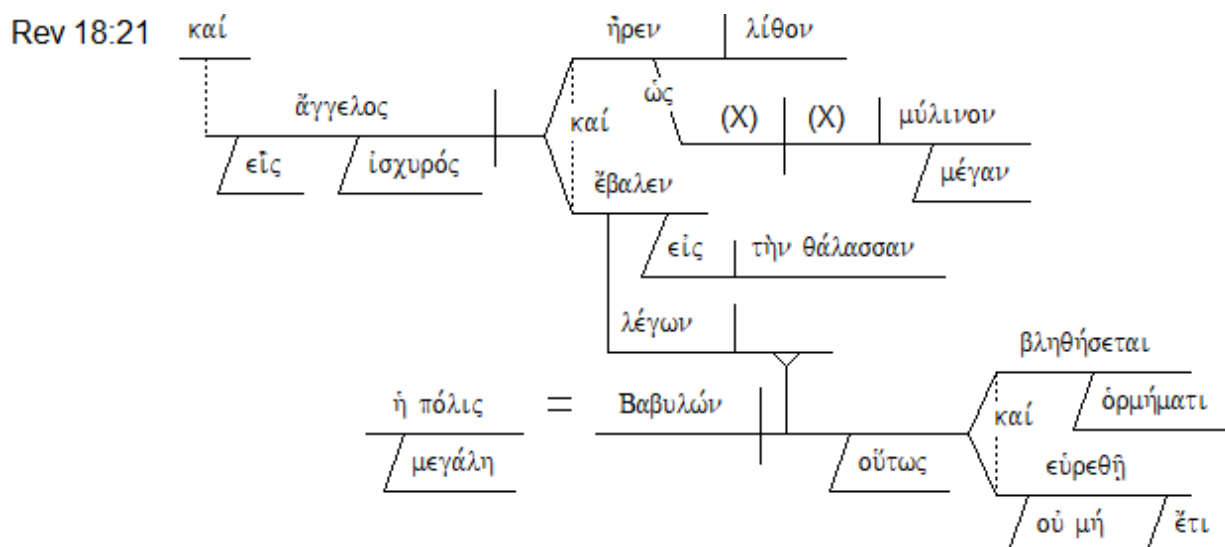 Rev 18:21 καί ἦρεν λίθον
ὡς
ἄγγελος καί (X) (X) μύλινον
εἷς ἰσχυρός μέγαν
ἔβαλεν
εἰς τὴν θάλασσαν
λέγων
βληθήσεται
ἡ πόλις = Βαβυλών καί ὁρμήματι
μεγάλη οὕτως εὑρεθῇ
οὐ μή ἔτι